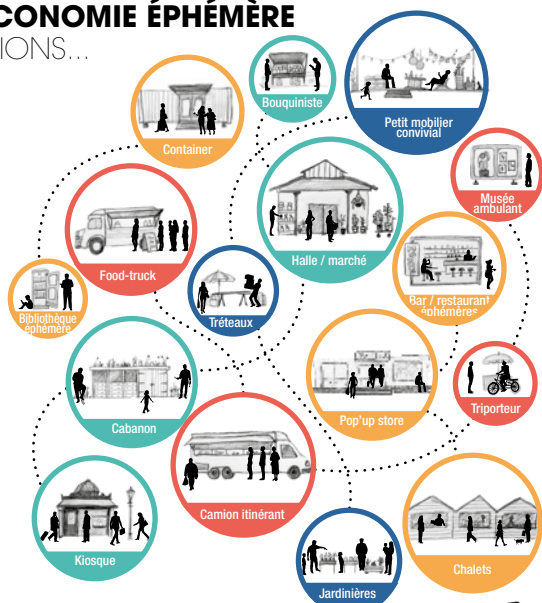 CONOMIE ÉPHÉMÈRE
IONS...
Bouquiniste
Petit mobilier
convivial
Container
Musée
ambulant
Halle / marché
Food-truck
Bar / restaurant
éphémères
Bibliothèque
éphémère
Tréteaux
Cabanon
Pop'up store
Triporteur
Camion itinérant
Kiosque
Chalets
Jardinières